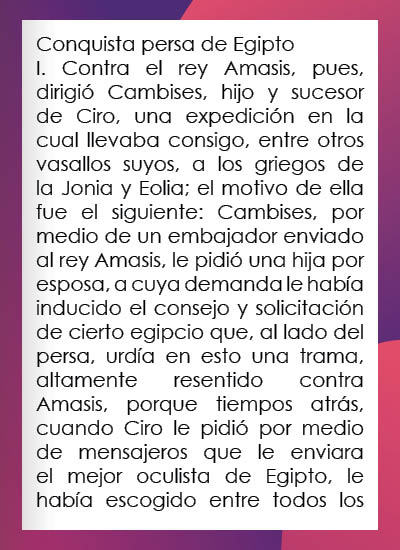 Conquista persa de Egipto
I. Contra el rey Amasis, pues,
dirigió Cambises, hijo y sucesor
de Ciro, una expedición en la
cual llevaba consigo, entre otros
vasallos suyos, a los griegos de
la Jonia y Eolia; el motivo de ella
fue el siguiente: Cambises, por
medio de un embajador enviado
al rey Amasis, le pidió una hija por
esposa, a cuya demanda le había
inducido el consejo y solicitación
de cierto egipcio que, al lado del
persa, urdía en esto una trama,
altamente resentido contra
Amasis, porque tiempos atrás,
cuando Ciro le pidió por medio
de mensajeros que le enviara
el mejor oculista de Egipto, le
había escogido entre todos los